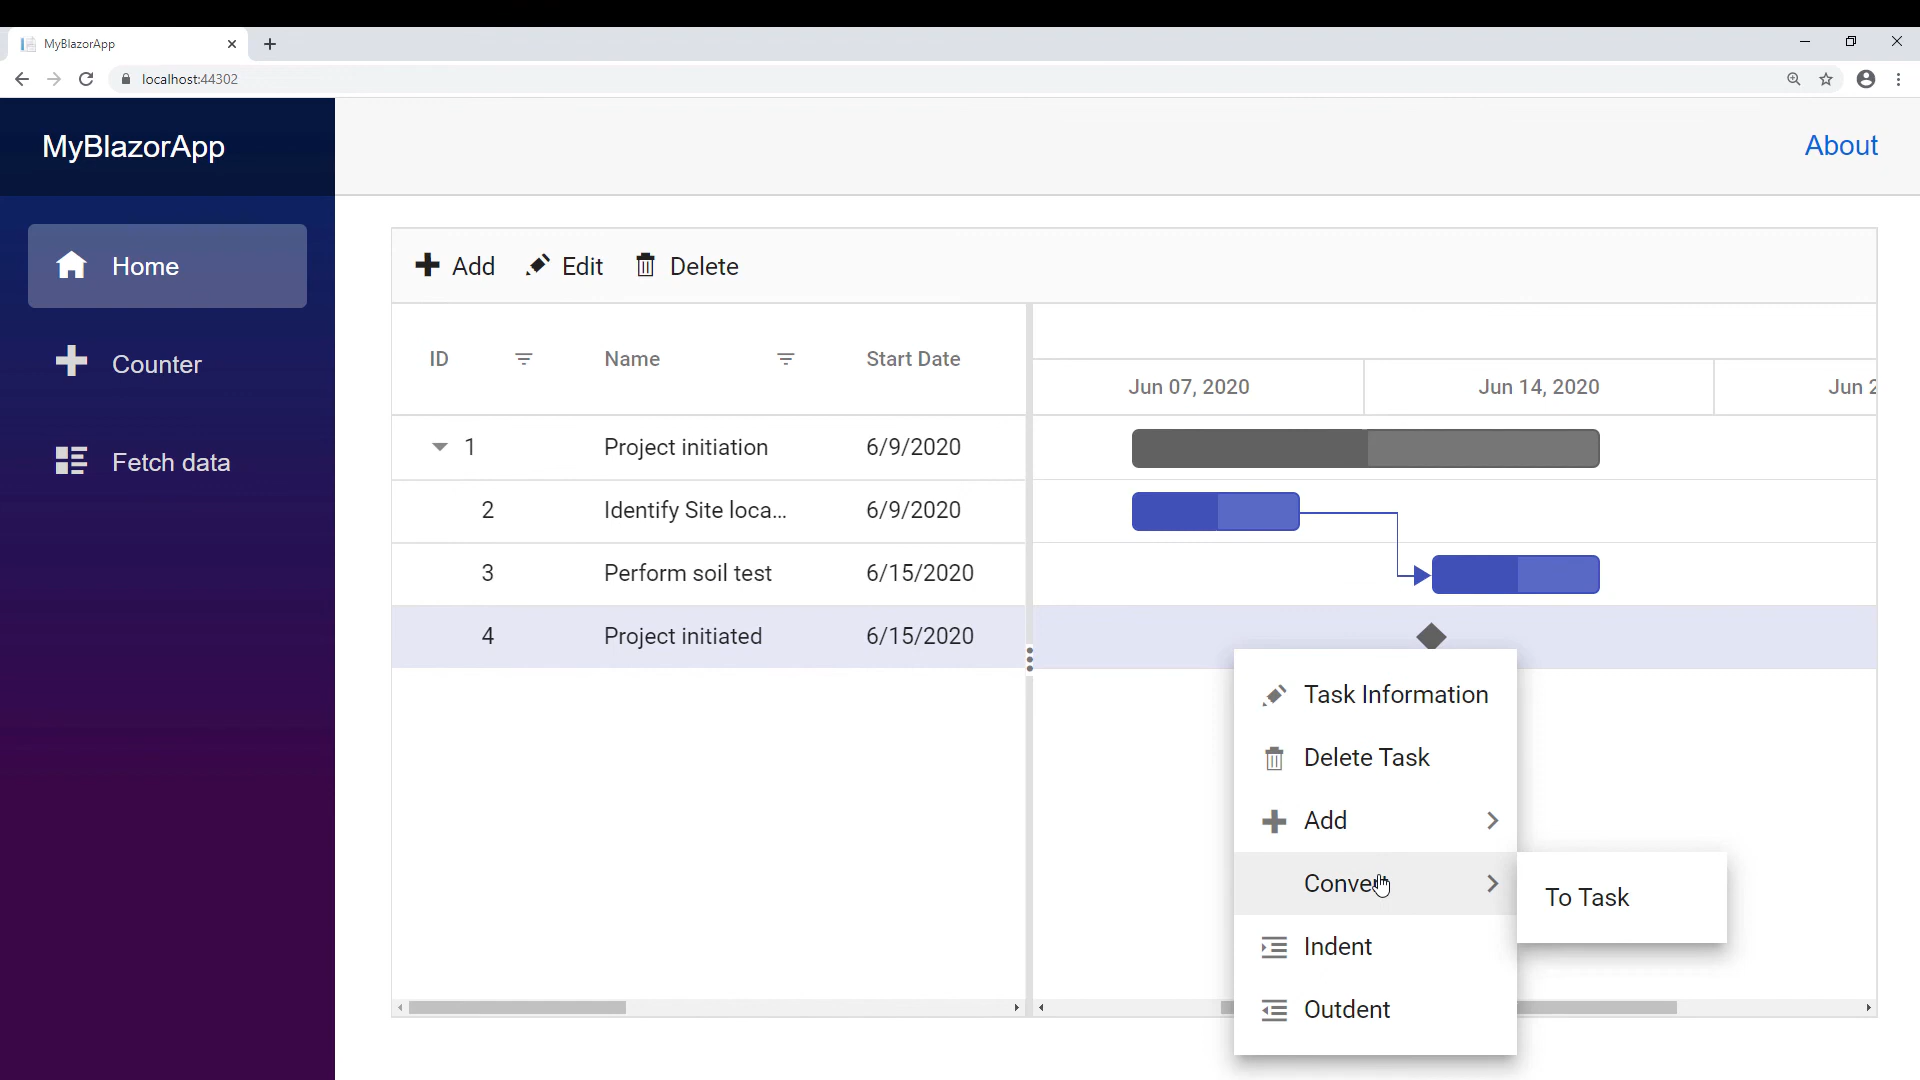 MyBlazorApp
localhost:44302
MyBlazorApp
About
Home
Counter
Fetch data
Add Edit Delete
ID Name Start Date
Jun 07, 2020 Jun 14, 2020 Jun 2
1 Project initiation 6/9/2020
2 Identify Site loca... 6/9/2020
3 Perform soil test 6/15/2020
4 Project initiated 6/15/2020
Task Information
Delete Task
Add
Convert
To Task
Indent
Outdent